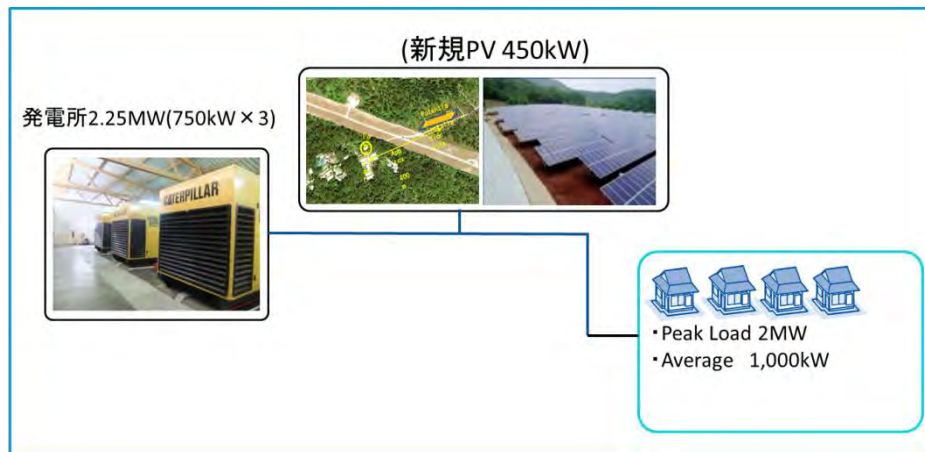 (新規PV 450kW)
発電所2.25MW(750kW×3)
CATERPILLAR
・Peak Load 2MW
・Average 1,000kW